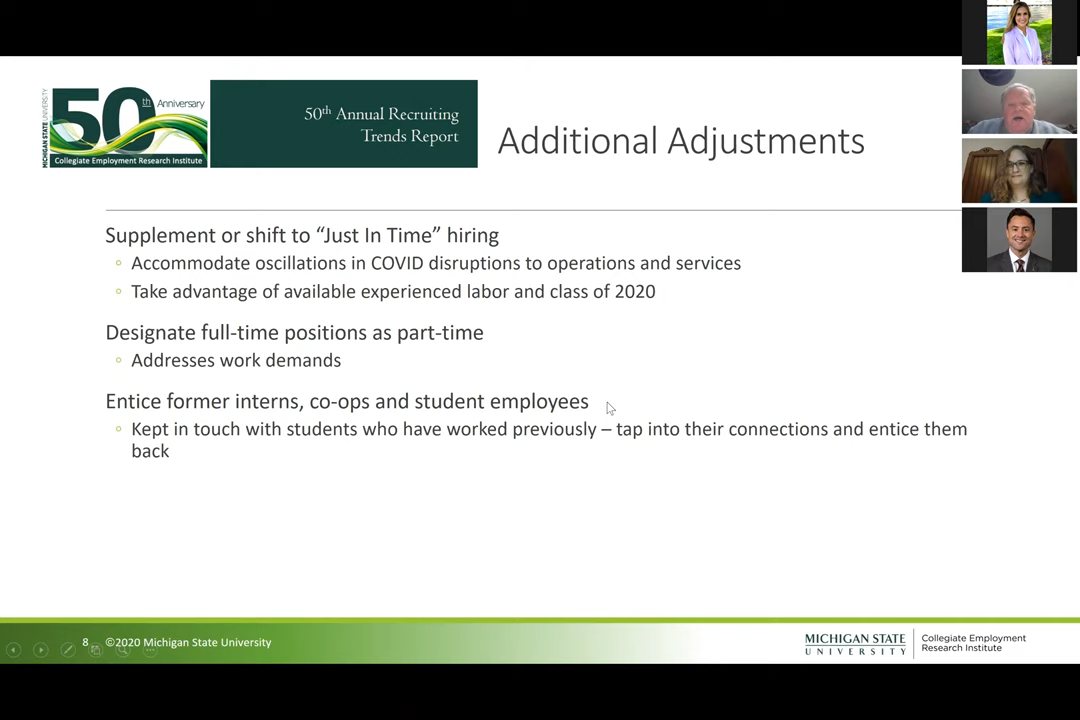 MICHIGAN STATE UNIVERSITY
50th Anniversary
Collegiate Employment Research Institute
50th Annual Recruiting
Trends Report
Additional Adjustments
Supplement or shift to “Just In Time” hiring
◦ Accommodate oscillations in COVID disruptions to operations and services
◦ Take advantage of available experienced labor and class of 2020
Designate full-time positions as part-time
◦ Addresses work demands
Entice former interns, co-ops and student employees
◦ Kept in touch with students who have worked previously – tap into their connections and entice them
back
8 ©2020 Michigan State University
MICHIGAN STATE
UNIVERSITY
Collegiate Employment
Research Institute